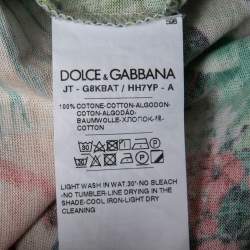 DOLCE & GABBANA
JT - G8KBAT / HH7YP - A
100% COTONE-COTTON-ALGODON-
COTON-ALGODÃO-
BAUMWOLLE-ХЛОПОК-棉-
COTTON
30
LIGHT WASH IN WAT.30°-NO BLEACH
-NO TUMBLER-LINE DRYING IN THE
SHADE-COOL IRON-LIGHT DRY
CLEANING